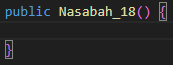 public Nasabah_18() {
}